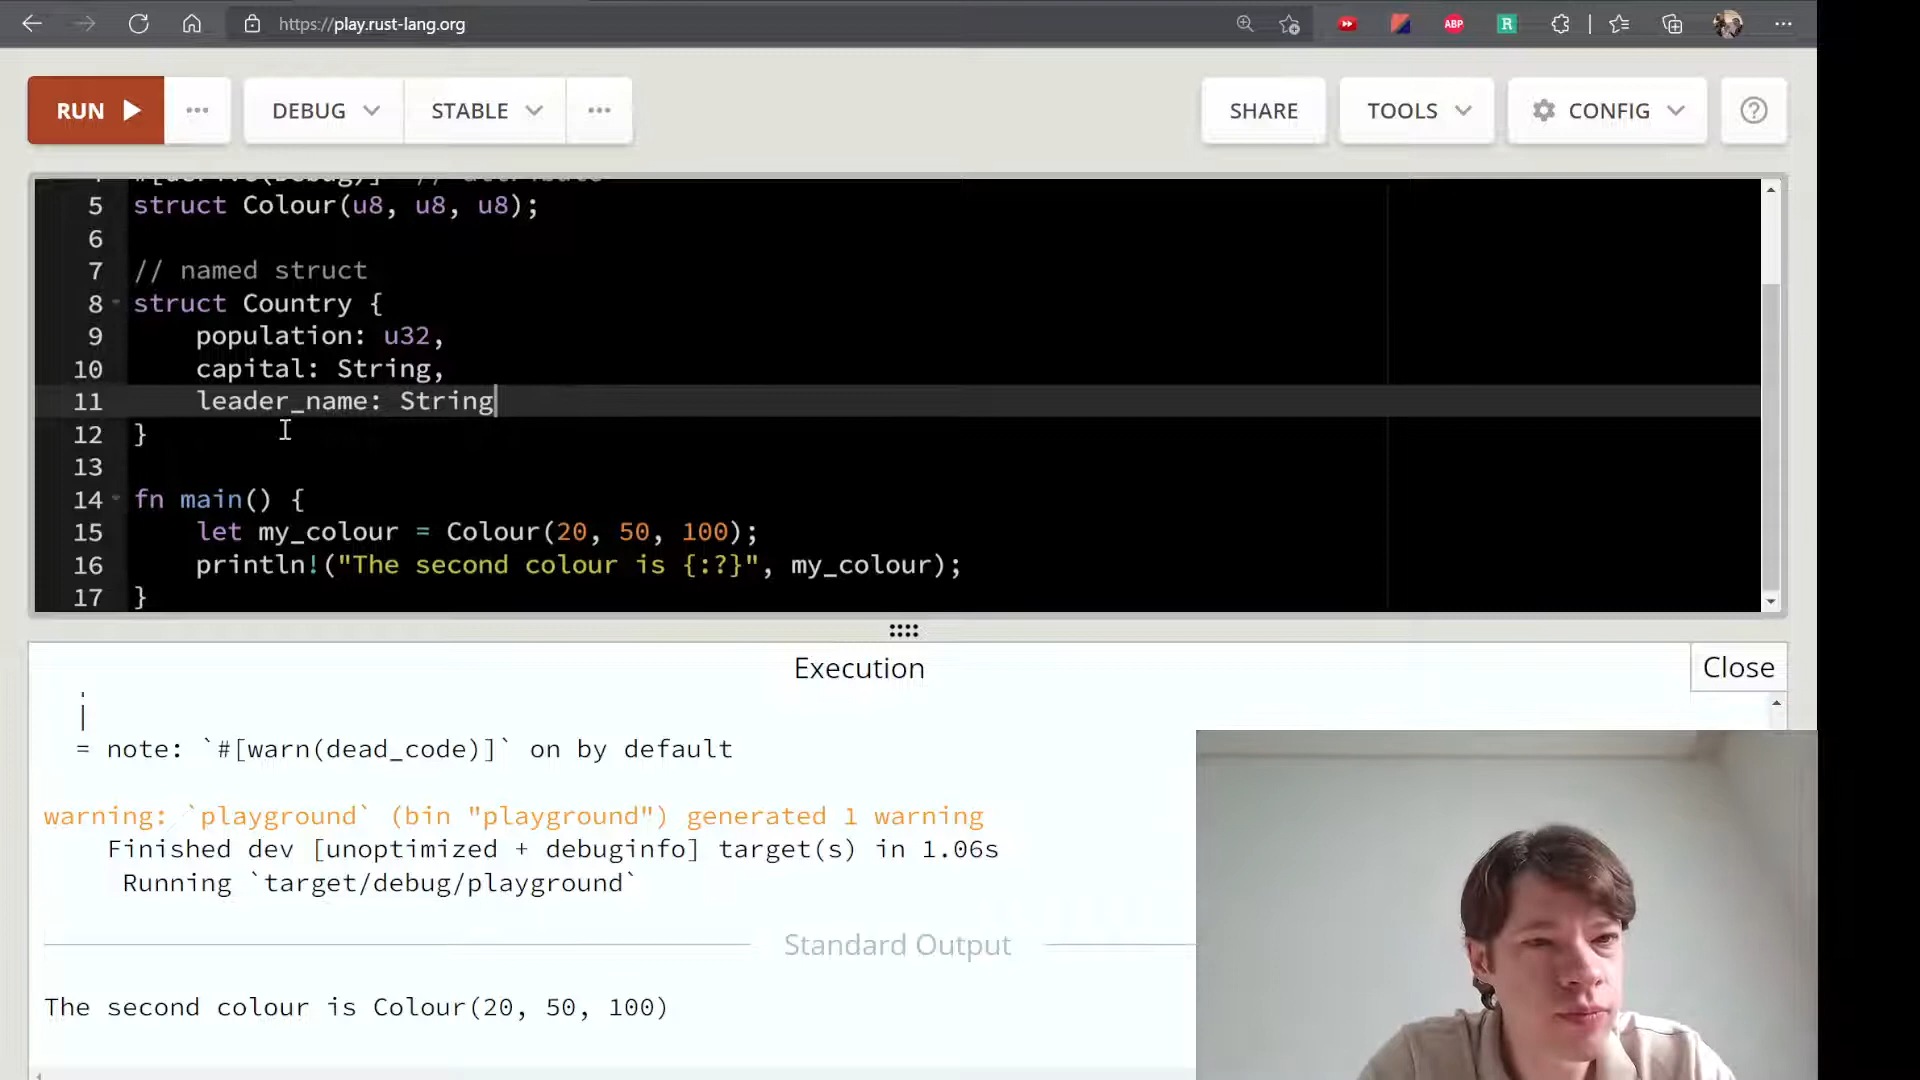 https://play.rust-lang.org
ABP
R
RUN
DEBUG
STABLE
SHARE
TOOLS
CONFIG
5 struct Colour(u8, u8, u8);
6
7 // named struct
8 struct Country {
9 population: u32,
10 capital: String,
11 leader_name: String
12 }
13
14 fn main() {
15 let my_colour = Colour(20, 50, 100);
16 println!("The second colour is {:?}", my_colour);
17 }
Execution
Close
|
= note: `#[warn(dead_code)]` on by default
warning: `playground` (bin "playground") generated 1 warning
Finished dev [unoptimized + debuginfo] target(s) in 1.06s
Running `target/debug/playground`
Standard Output
The second colour is Colour(20, 50, 100)